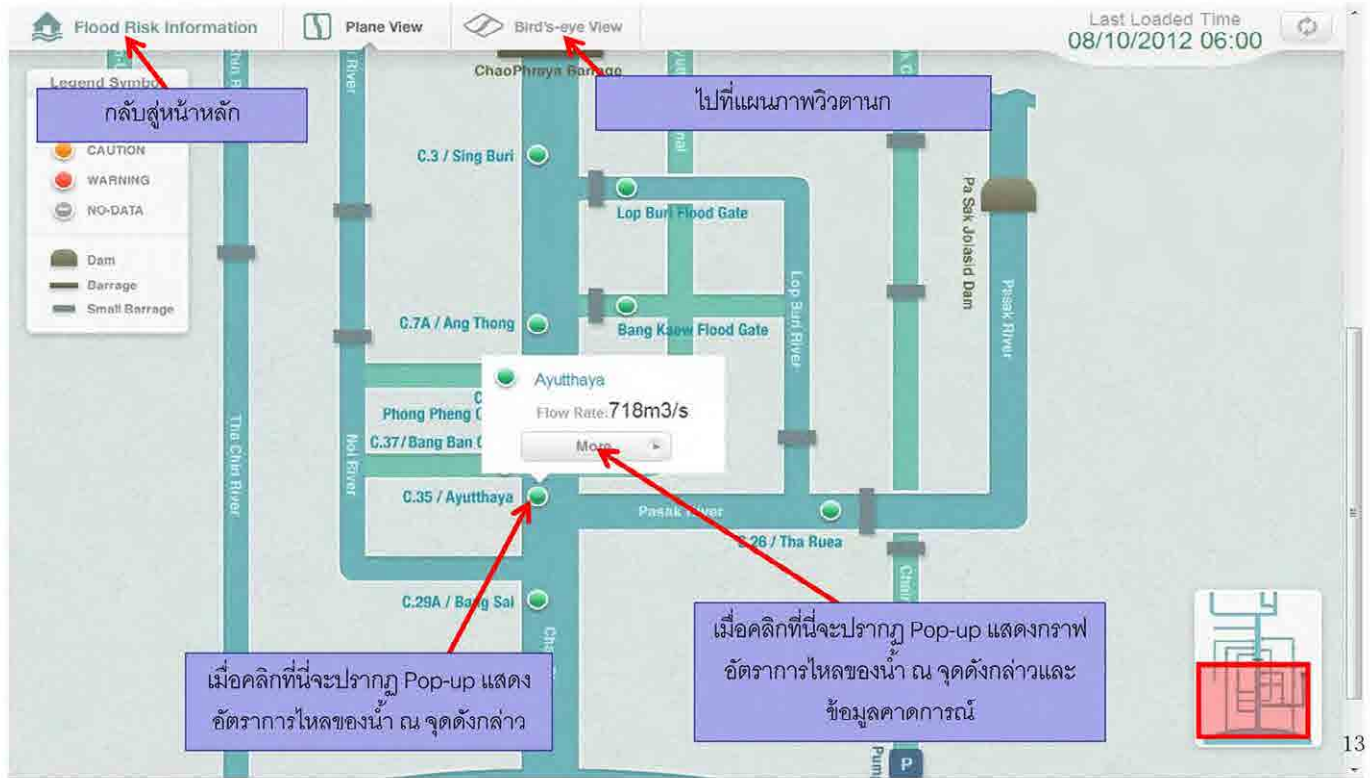 Flood Risk Information
Plane View
Bird's-eye View
Last Loaded Time
08/10/2012 06:00
กลับสู่หน้าหลัก
ไปที่แผนภาพวิวตานก
ChaoPhraya Barrage
Legend Symbol
CAUTION
WARNING
NO-DATA
Dam
Barrage
Small Barrage
River
C.3 / Sing Buri
Lop Buri Flood Gate
Pa Sak Jolasid Dam
Lop Buri River
Pasak River
C.7A / Ang Thong
Bang Kaew Flood Gate
Ayutthaya
Flow Rate:718m3/s
More
Phong Pheng
C.37/ Bang Ban
Tha Chin River
Noi River
C.35 / Ayutthaya
Pasak River
C.26 / Tha Ruea
C.29A / Bang Sai
เมื่อคลิกที่นี่จะปรากฏ Pop-up แสดง
อัตราการไหลของน้ำ ณ จุดดังกล่าว
เมื่อคลิกที่นี่จะปรากฏ Pop-up แสดงกราฟ
อัตราการไหลของน้ำ ณ จุดดังกล่าวและ
ข้อมูลคาดการณ์
P
13